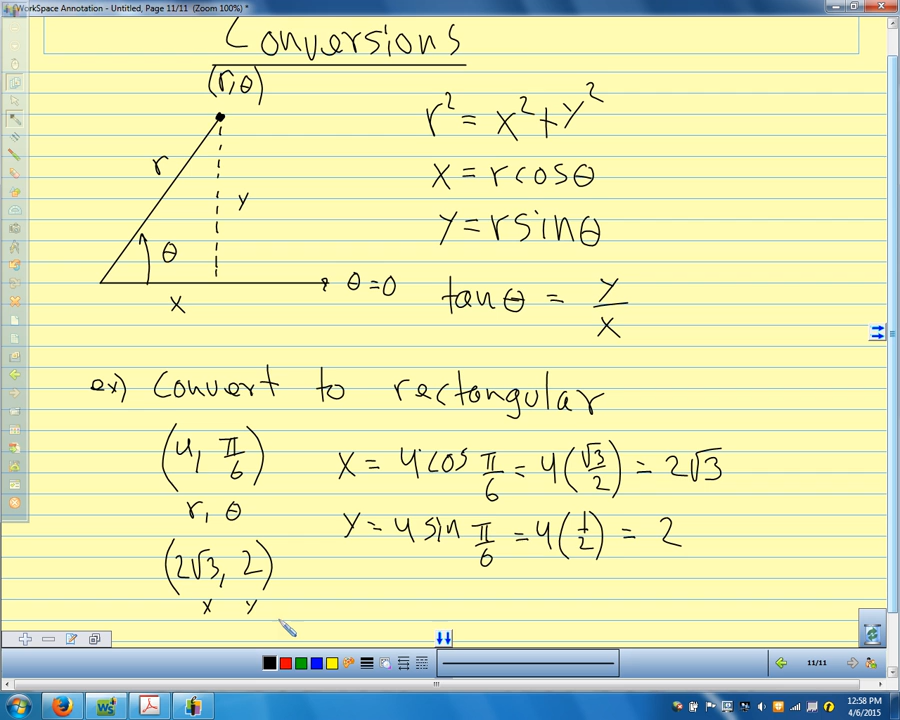 WorkSpace Annotation, Page 11/11 (Zoom 100%) *
Conversions
(r, θ)
r² = x² + y²
r
x = r cos θ
y
y = r sin θ
θ
θ = 0
tan θ = y/x
x
ex) Convert to rectangular
(4, π/6)
x = 4 cos π/6 = 4(√3/2) = 2√3
r, θ
y = 4 sin π/6 = 4(1/2) = 2
(2√3, 2)
x y
11/11
12:58 PM
4/6/2015